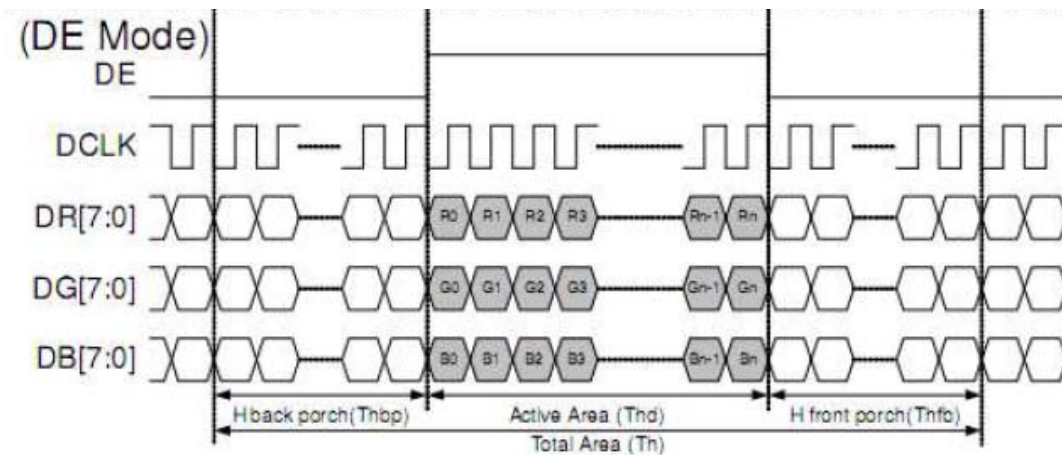 (DE Mode)
DE
DCLK
DR[7:0] R0 R1 R2 R3 Rn-1 Rn
DG[7:0] G0 G1 G2 G3 Gn-1 Gn
DB[7:0] B0 B1 B2 B3 Bn-1 Bn
H back porch(Thbp) Active Area (Thd) H front porch(Thfb)
Total Area (Th)